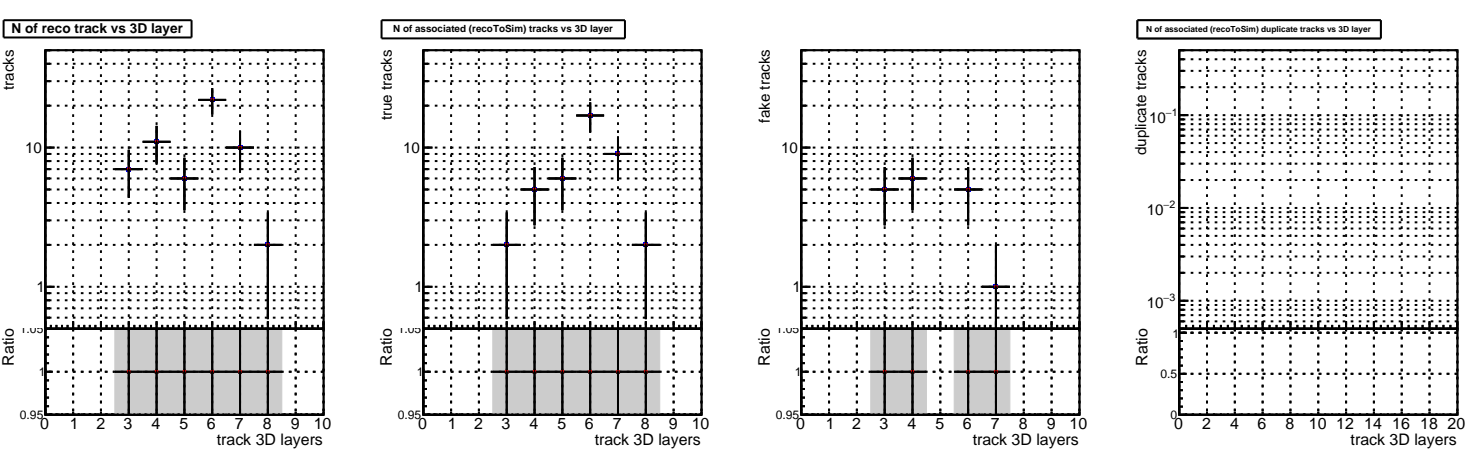 N of reco track vs 3D layer
tracks
10
1
Ratio
1.05
1
0.95
0 1 2 3 4 5 6 7 8 9 10
track 3D layers
N of associated (recoToSim) tracks vs 3D layer
true tracks
10
1
Ratio
1.05
1
0.95
0 1 2 3 4 5 6 7 8 9 10
track 3D layers
fake tracks
10
1
Ratio
1.05
1
0.95
0 1 2 3 4 5 6 7 8 9 10
track 3D layers
N of associated (recoToSim) duplicate tracks vs 3D layer
duplicate tracks
10⁻¹
10⁻²
10⁻³
Ratio
1
0.5
0
0 2 4 6 8 10 12 14 16 18 20
track 3D layers